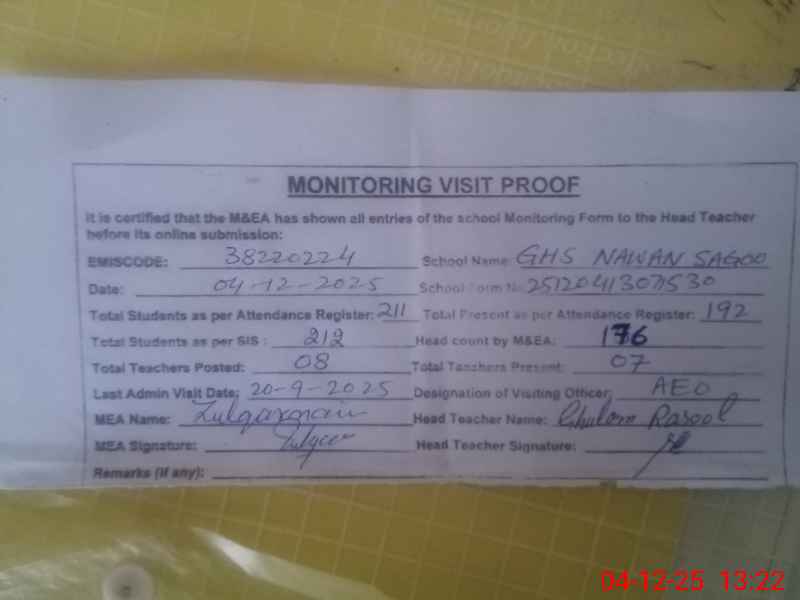 MONITORING VISIT PROOF
It is certified that the M&EA has shown all entries of the school Monitoring Form to the Head Teacher
before its online submission:
EMISCODE: 38220224 School Name: GHS NAWAN SAGOO
Date: 04-12-2025 School Form No 2512041307530
Total Students as per Attendance Register: 211 Total Present as per Attendance Register: 192
Total Students as per SIS : 212 Head count by M&EA: 176
Total Teachers Posted: 08 Total Teachers Present: 07
Last Admin Visit Date: 20-9-2025 Designation of Visiting Officer: AEO
MEA Name: Zulqarnain Head Teacher Name: Ghulam Rasool
MEA Signature: Head Teacher Signature:
Remarks (if any):
04-12-25 13:22